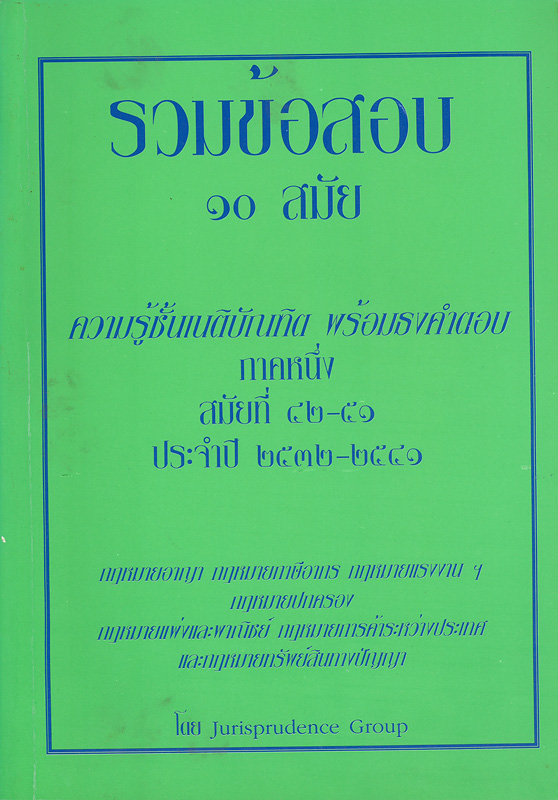 รวมข้อสอบ
๑๐ สมัย
ความรู้ชั้นเนติบัณฑิต พร้อมธงคำตอบ
ภาคหนึ่ง
สมัยที่ ๔๒-๕๑
ประจำปี ๒๕๓๒-๒๕๔๑
กฎหมายอาญา กฎหมายภาษีอากร กฎหมายแรงงาน ฯ
กฎหมายปกครอง
กฎหมายแพ่งและพาณิชย์ กฎหมายการค้าระหว่างประเทศ
และกฎหมายทรัพย์สินทางปัญญา
โดย Jurisprudence Group